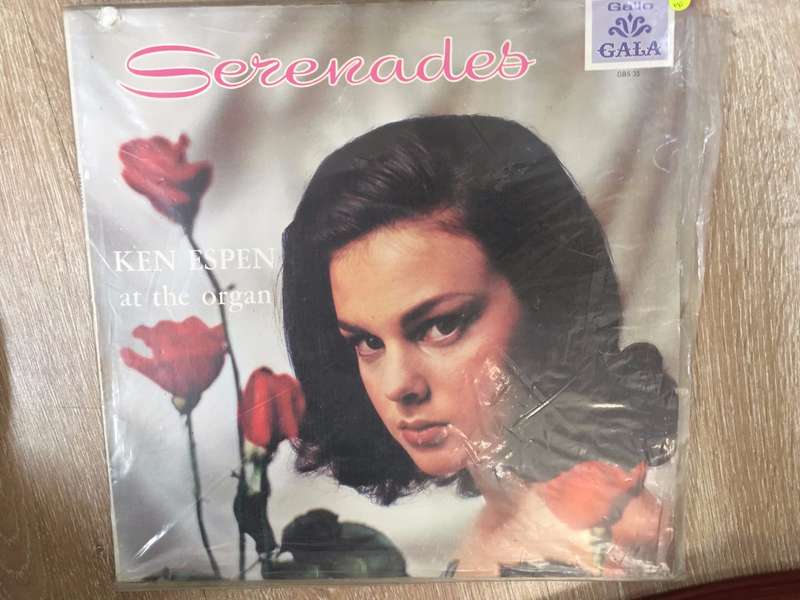 Serenades
Gallo
GALA
KEN ESPEN
at the organ